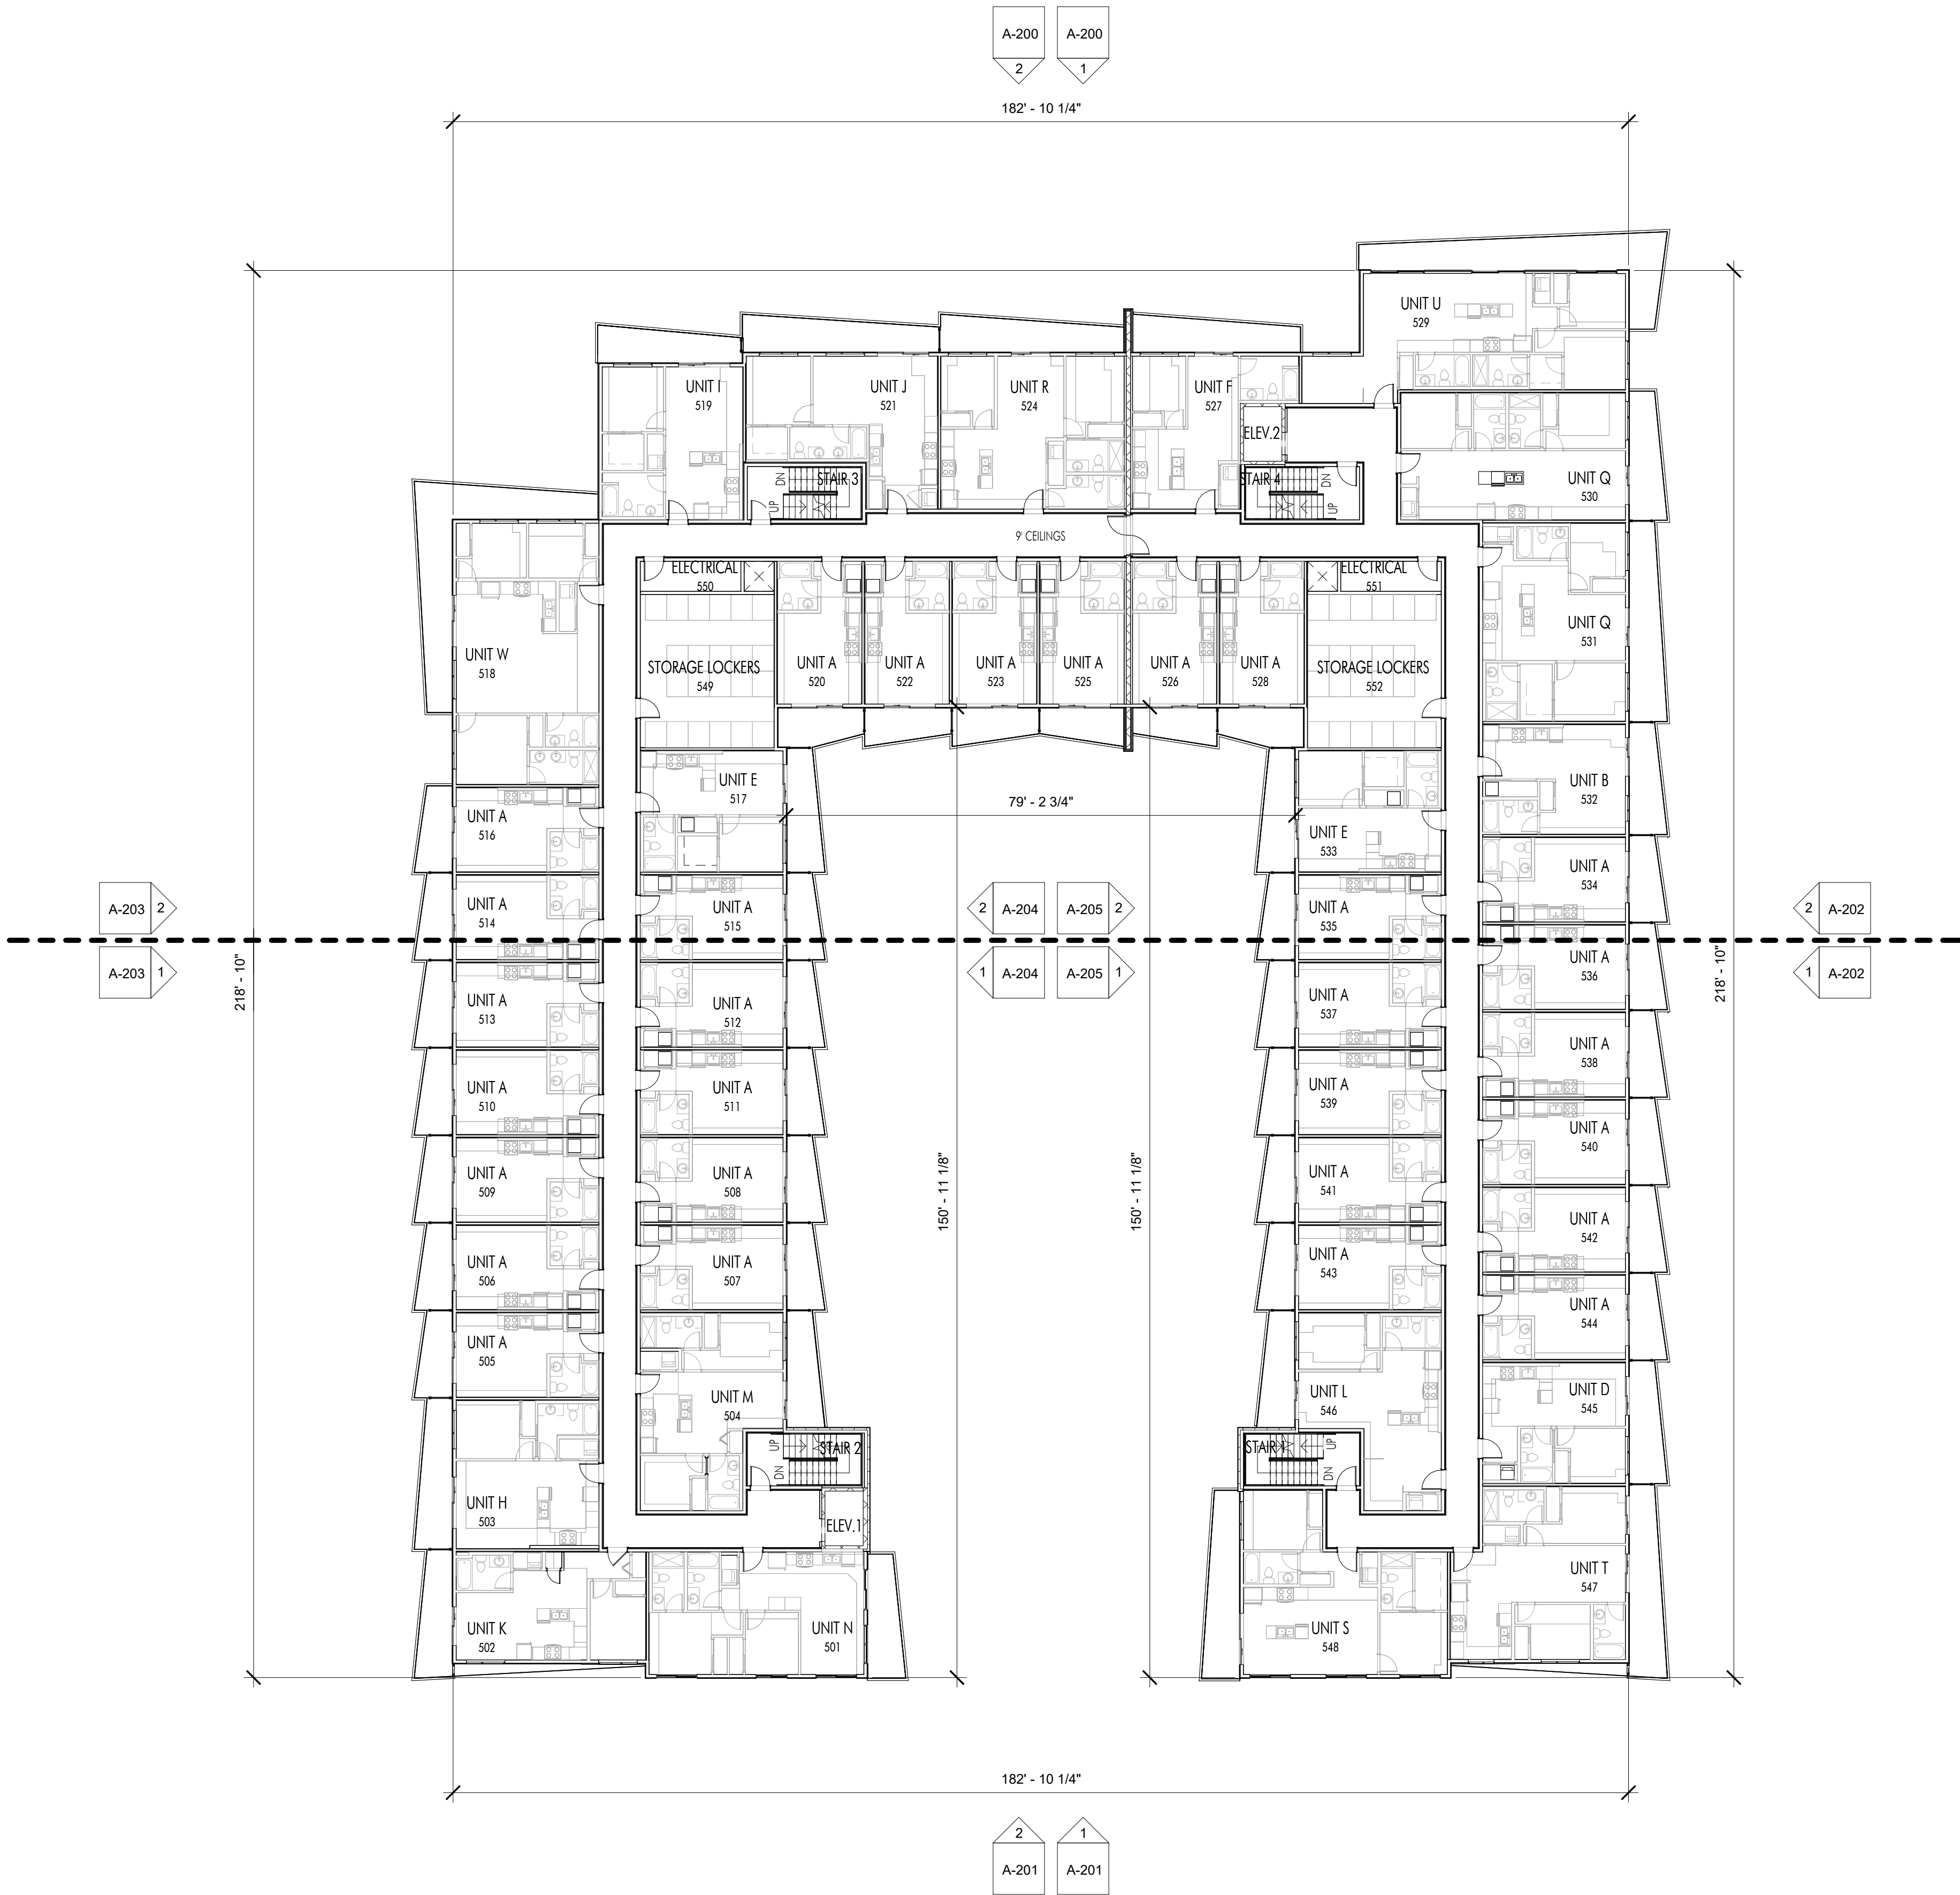 A-200
A-200
2
1
182' - 10 1/4"
UNIT U
529
UNIT I
519
UNIT J
521
UNIT R
524
UNIT F
527
ELEV.2
UNIT Q
530
DN
STAIR 3
UP
STAIR 4
DN
UP
9' CEILINGS
ELECTRICAL
550
ELECTRICAL
551
UNIT Q
531
UNIT W
518
STORAGE LOCKERS
549
UNIT A
520
UNIT A
522
UNIT A
523
UNIT A
525
UNIT A
526
UNIT A
528
STORAGE LOCKERS
552
UNIT E
517
UNIT B
532
79' - 2 3/4"
UNIT A
516
UNIT E
533
UNIT A
534
UNIT A
514
UNIT A
515
UNIT A
535
A-203
2
2
A-204
A-205
2
2
A-202
UNIT A
536
A-203
1
1
A-204
A-205
1
1
A-202
218' - 10"
218' - 10"
UNIT A
513
UNIT A
512
UNIT A
537
UNIT A
538
UNIT A
510
UNIT A
511
UNIT A
539
UNIT A
540
UNIT A
509
UNIT A
508
150' - 11 1/8"
150' - 11 1/8"
UNIT A
541
UNIT A
542
UNIT A
506
UNIT A
507
UNIT A
543
UNIT A
544
UNIT A
505
UNIT M
504
UNIT L
546
UNIT D
545
UP
STAIR 2
DN
STAIR 1
UP
DN
UNIT H
503
ELEV.1
UNIT K
502
UNIT N
501
UNIT S
548
UNIT T
547
182' - 10 1/4"
2
1
A-201
A-201